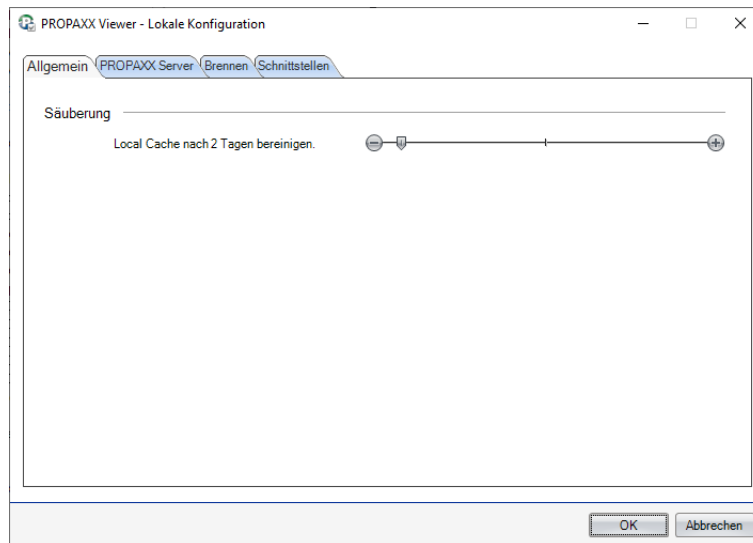 PROPAXX Viewer - Lokale Konfiguration
Allgemein PROPAXX Server Brennen Schnittstellen
Säuberung
Local Cache nach 2 Tagen bereinigen.
OK Abbrechen